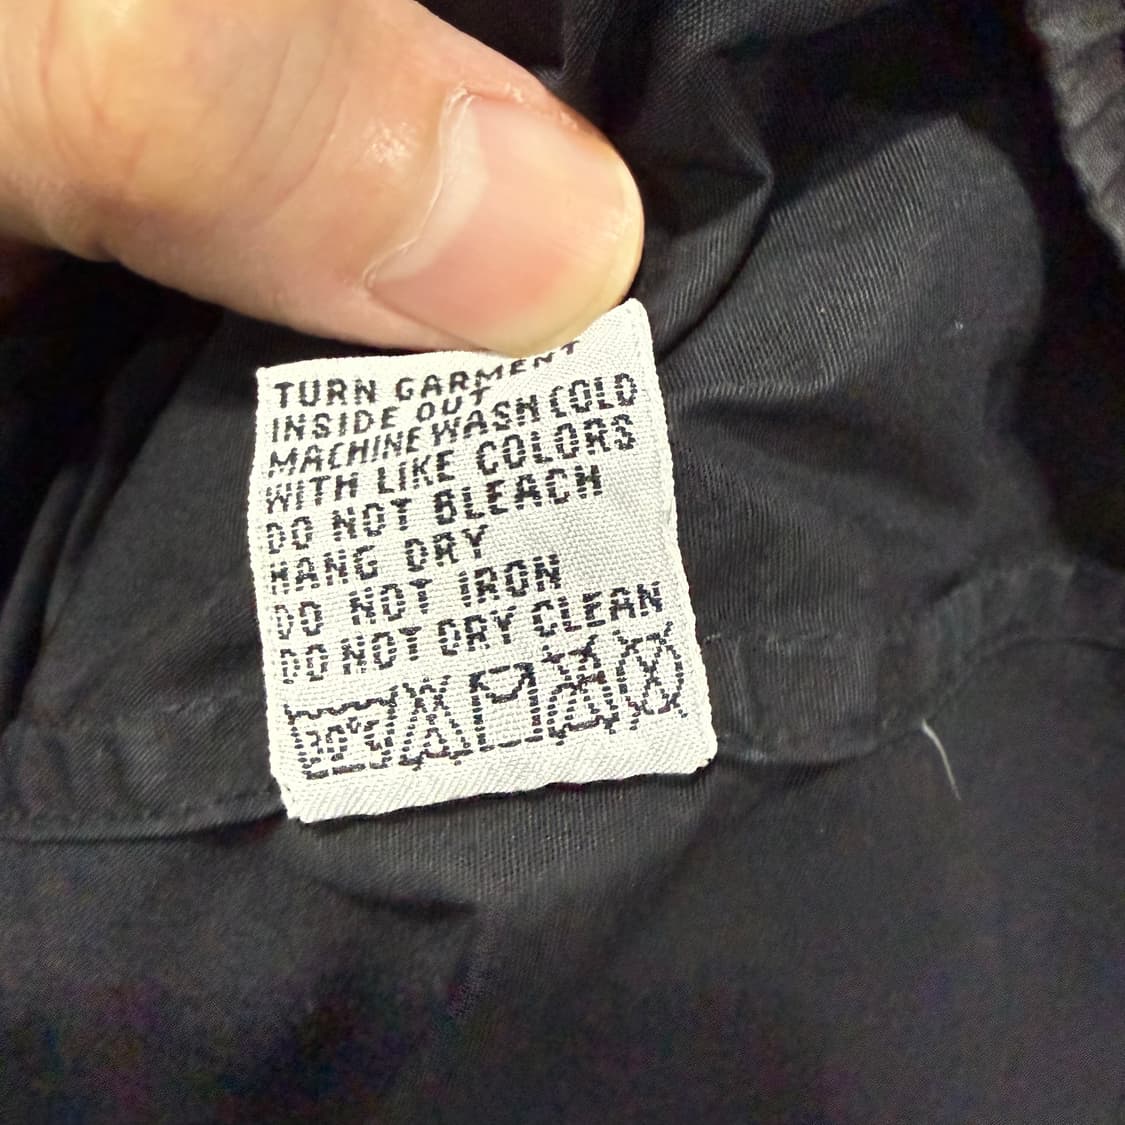 TURN GARMENT
INSIDE OUT
MACHINE WASH COLD
WITH LIKE COLORS
DO NOT BLEACH
HANG DRY
DO NOT IRON
DO NOT DRY CLEAN
30°C